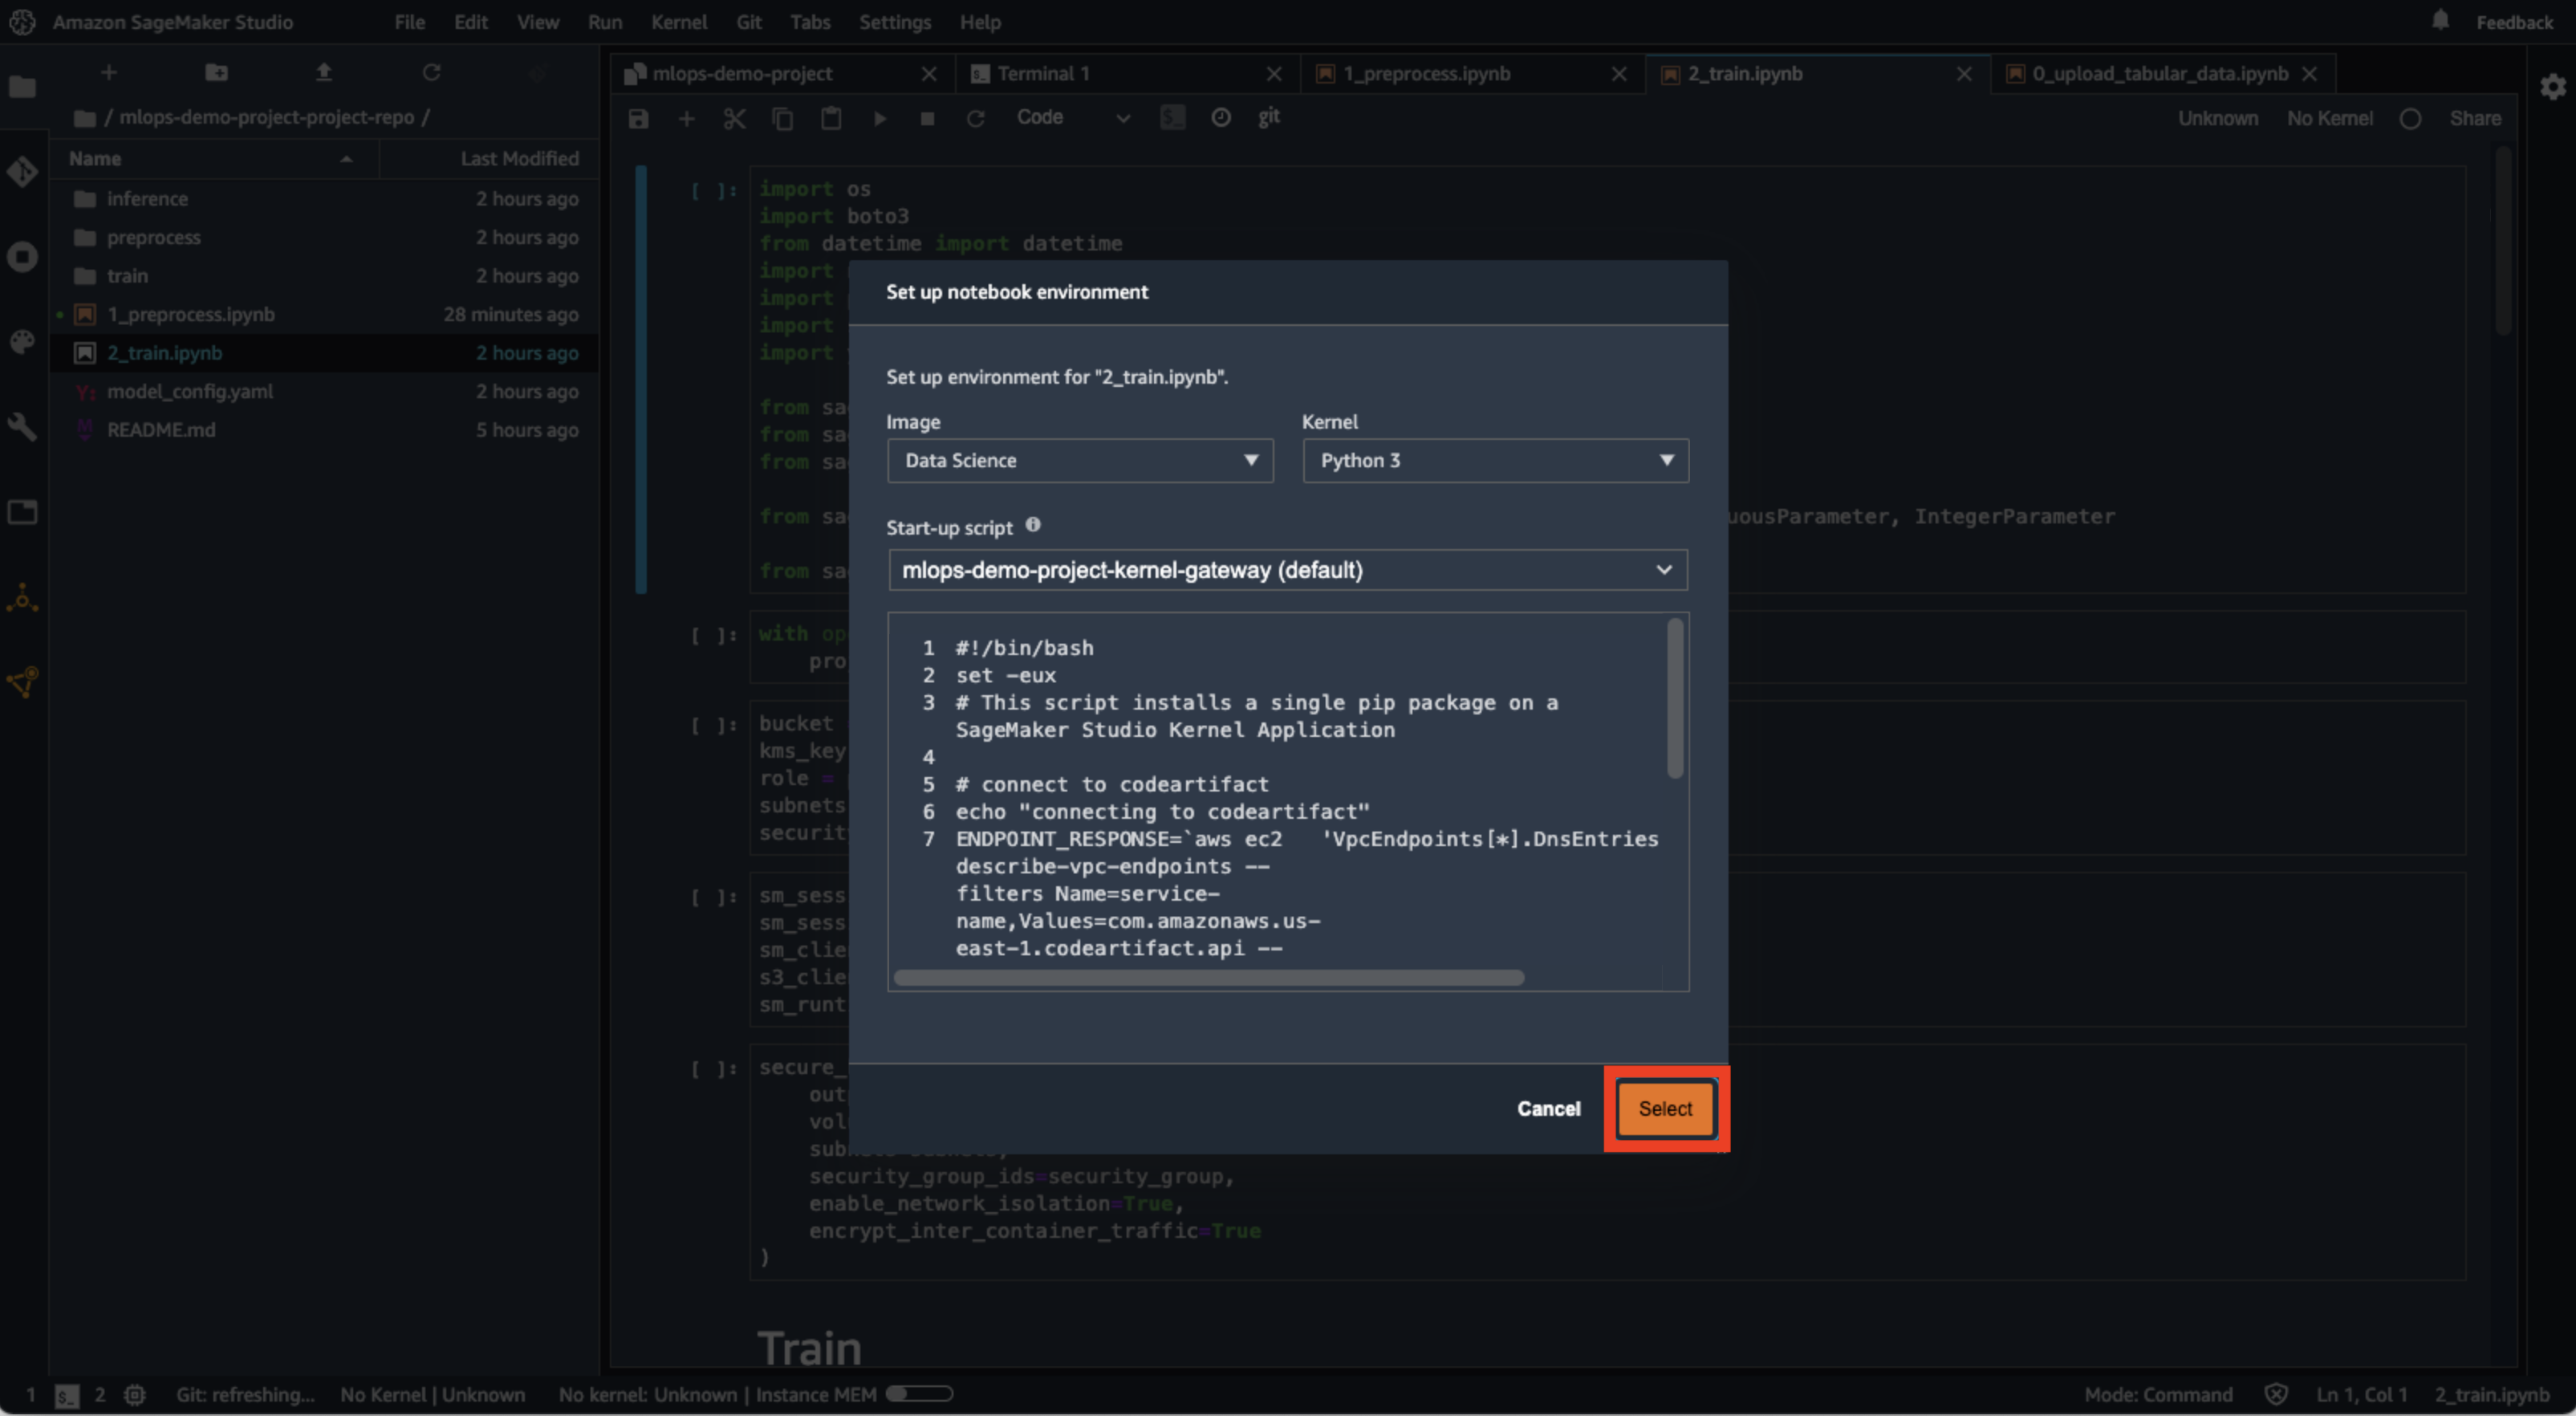 Amazon SageMaker Studio File Edit View Run Kernel Git Tabs Settings Help Feedback
mlops-demo-project Terminal 1 1_preprocess.ipynb 2_train.ipynb 0_upload_tabular_data.ipynb
/ mlops-demo-project-project-repo /
Code git Unknown No Kernel Share
Name Last Modified
inference 2 hours ago
preprocess 2 hours ago
train 2 hours ago
1_preprocess.ipynb 28 minutes ago
2_train.ipynb 2 hours ago
model_config.yaml 2 hours ago
README.md 5 hours ago
[ ]: import os
import boto3
from datetime import datetime
import
import
import
import
from sa
from sa
from sa
from sa uousParameter, IntegerParameter
from sa
[ ]: with op
pro
[ ]: bucket
kms_key
role =
subnets
securit
[ ]: sm_sess
sm_sess
sm_clie
s3_clie
sm_runt
[ ]: secure_
out
vol
sub
security_group_ids=security_group,
enable_network_isolation=True,
encrypt_inter_container_traffic=True
)
Train
Set up notebook environment
Set up environment for "2_train.ipynb".
Image Kernel
Data Science Python 3
Start-up script
mlops-demo-project-kernel-gateway (default)
1 #!/bin/bash
2 set -eux
3 # This script installs a single pip package on a
SageMaker Studio Kernel Application
4
5 # connect to codeartifact
6 echo "connecting to codeartifact"
7 ENDPOINT_RESPONSE=`aws ec2 'VpcEndpoints[*].DnsEntries
describe-vpc-endpoints --
filters Name=service-
name,Values=com.amazonaws.us-
east-1.codeartifact.api --
Cancel Select
1 $_ 2 Git: refreshing... No Kernel | Unknown No kernel: Unknown | Instance MEM Mode: Command Ln 1, Col 1 2_train.ipynb